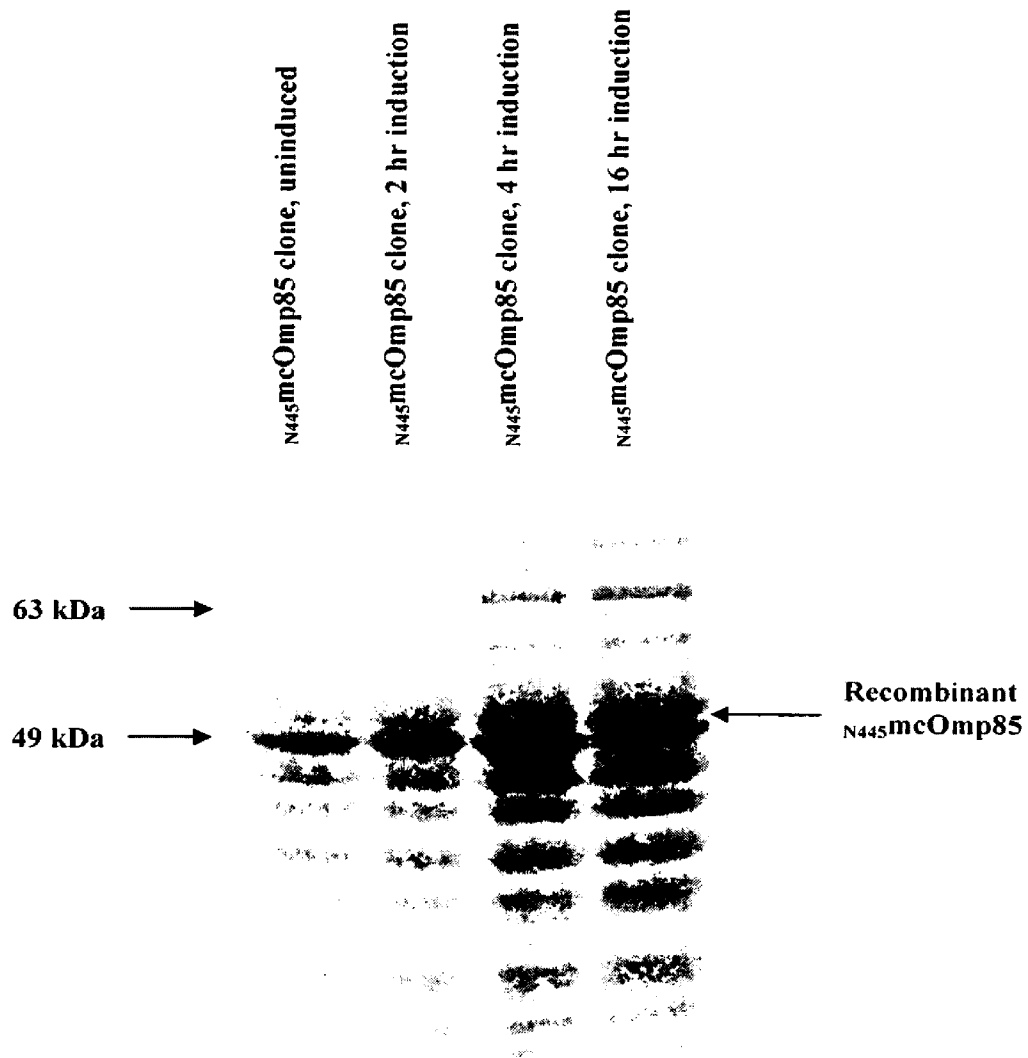 N445mcOmp85 clone, uninduced
N445mcOmp85 clone, 2 hr induction
N445mcOmp85 clone, 4 hr induction
N445mcOmp85 clone, 16 hr induction
63 kDa
49 kDa
Recombinant
N445mcOmp85